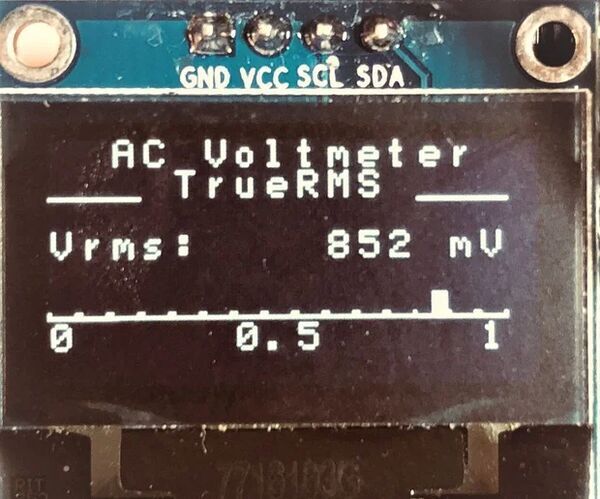 GND VCC SCL SDA
AC Voltmeter
TrueRMS
Vrms: 852 mV
0 0.5 1